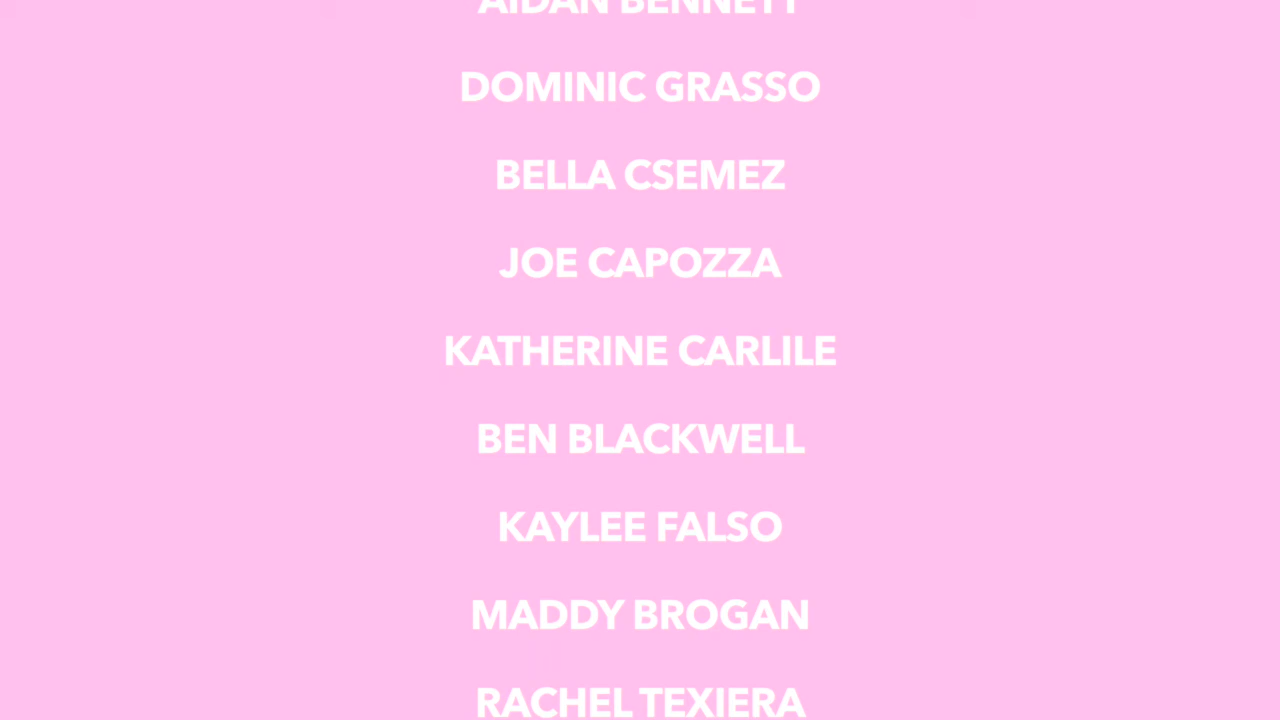 AIDAN BENNETT
DOMINIC GRASSO
BELLA CSEMEZ
JOE CAPOZZA
KATHERINE CARLILE
BEN BLACKWELL
KAYLEE FALSO
MADDY BROGAN
RACHEL TEXIERA